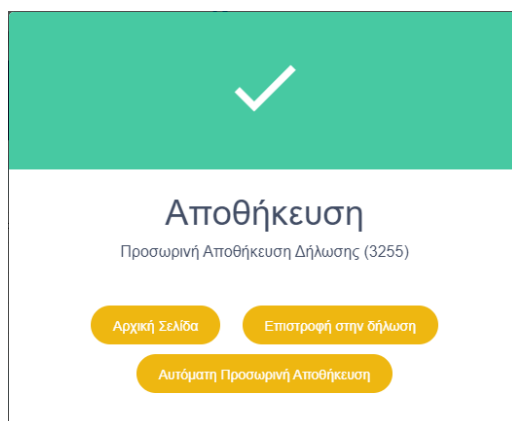 Αποθήκευση
Προσωρινή Αποθήκευση Δήλωσης (3255)
Αρχική Σελίδα
Επιστροφή στην δήλωση
Αυτόματη Προσωρινή Αποθήκευση